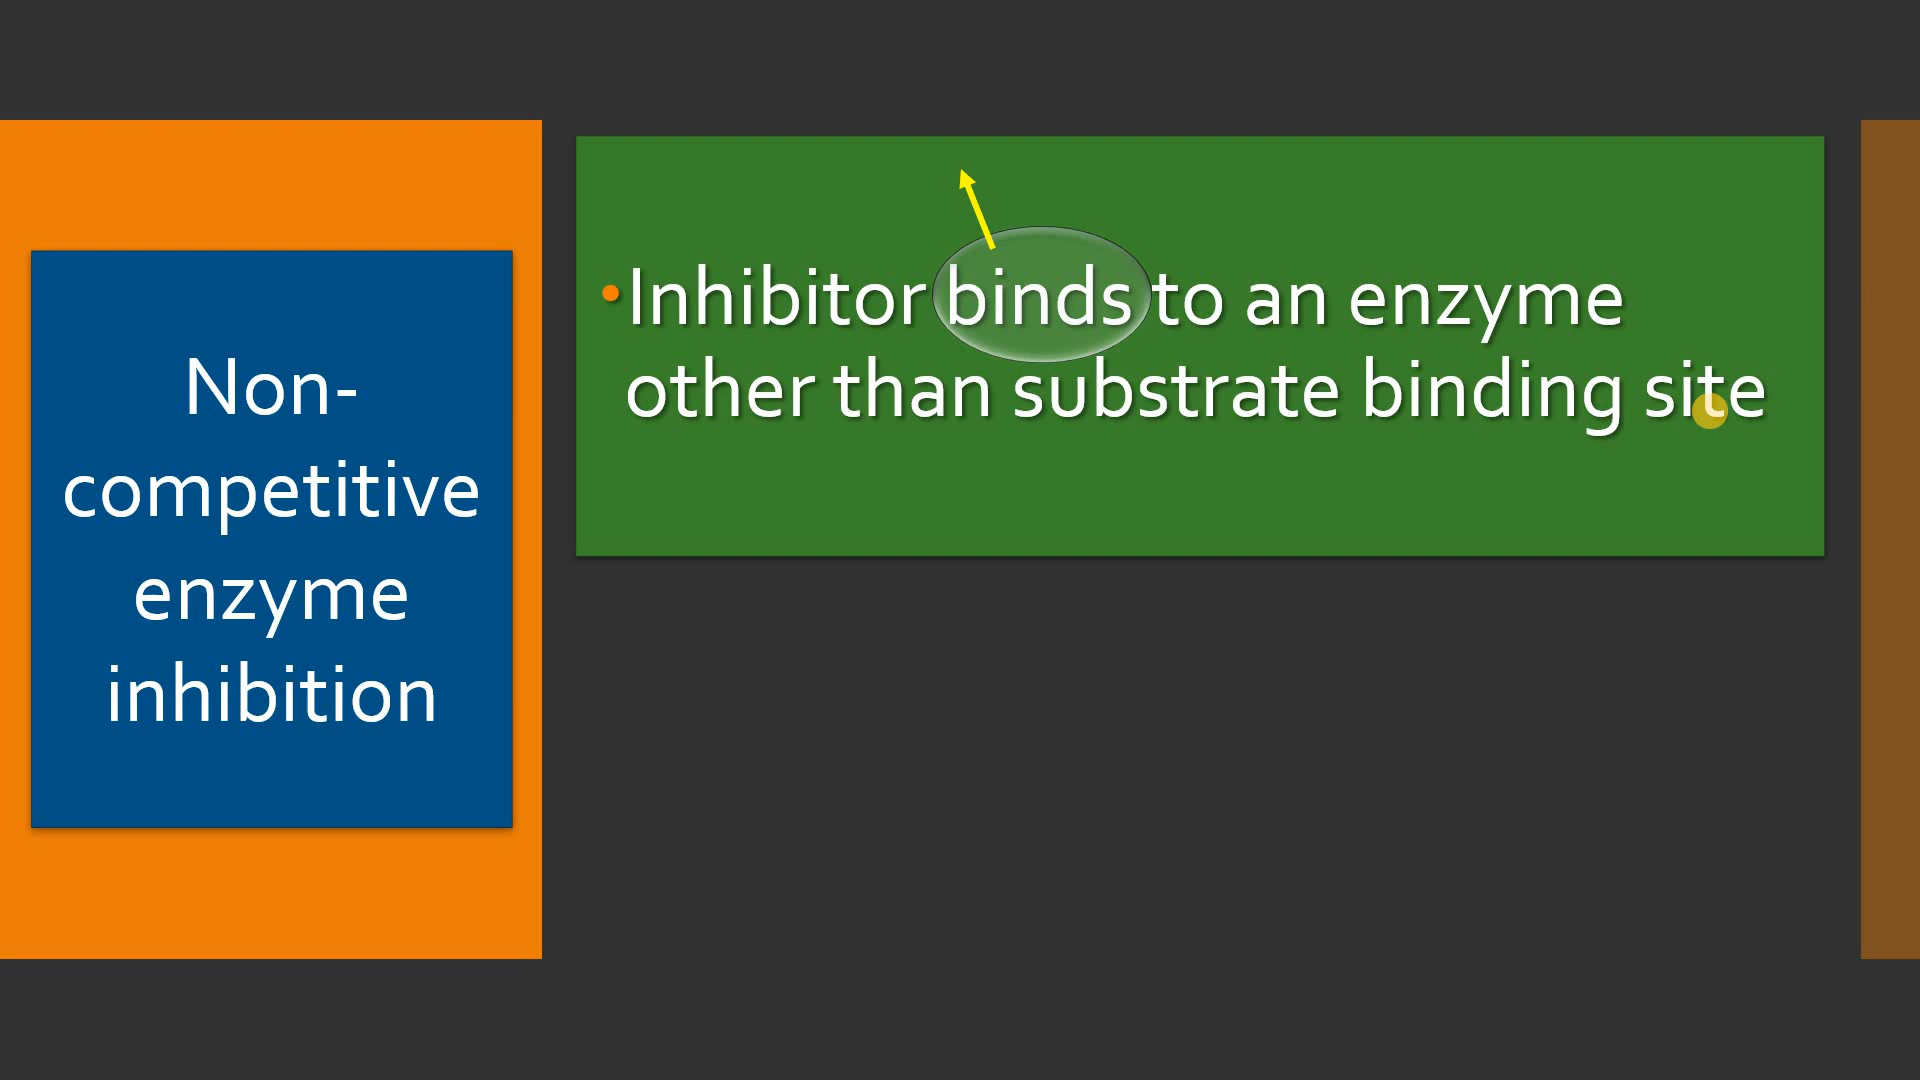 Non-
competitive
enzyme
inhibition
•Inhibitor binds to an enzyme
other than substrate binding site